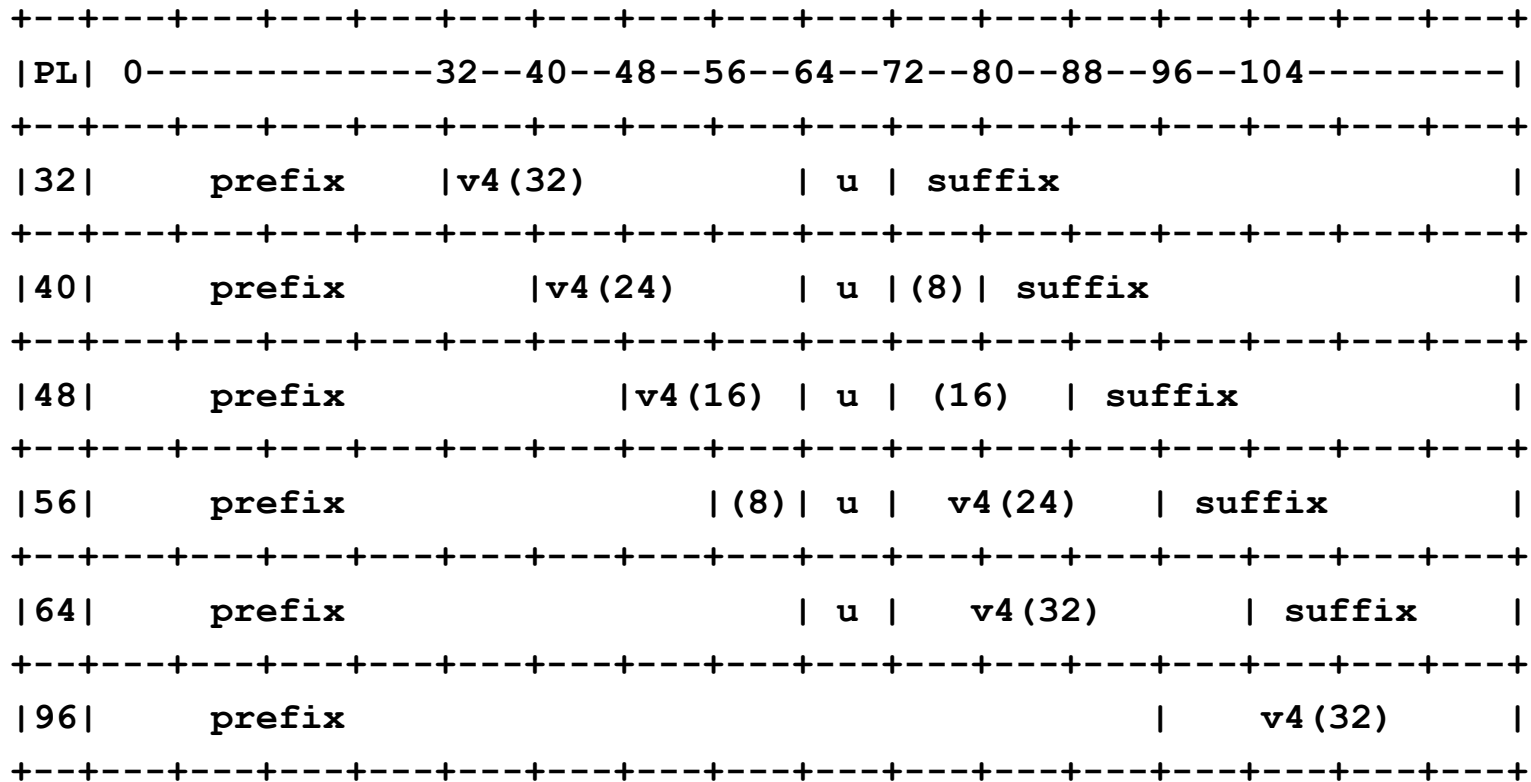 +--+---+---+---+---+---+---+---+---+---+---+---+---+---+---+---+---+
|PL| 0-------------32--40--48--56--64--72--80--88--96--104---------|
+--+---+---+---+---+---+---+---+---+---+---+---+---+---+---+---+---+
|32|     prefix    |v4(32)         | u | suffix                    |
+--+---+---+---+---+---+---+---+---+---+---+---+---+---+---+---+---+
|40|     prefix        |v4(24)     | u |(8)| suffix                |
+--+---+---+---+---+---+---+---+---+---+---+---+---+---+---+---+---+
|48|     prefix            |v4(16) | u | (16)  | suffix            |
+--+---+---+---+---+---+---+---+---+---+---+---+---+---+---+---+---+
|56|     prefix                |(8)| u |  v4(24)   | suffix        |
+--+---+---+---+---+---+---+---+---+---+---+---+---+---+---+---+---+
|64|     prefix                    | u |   v4(32)      | suffix    |
+--+---+---+---+---+---+---+---+---+---+---+---+---+---+---+---+---+
|96|     prefix                                    |    v4(32)     |
+--+---+---+---+---+---+---+---+---+---+---+---+---+---+---+---+---+